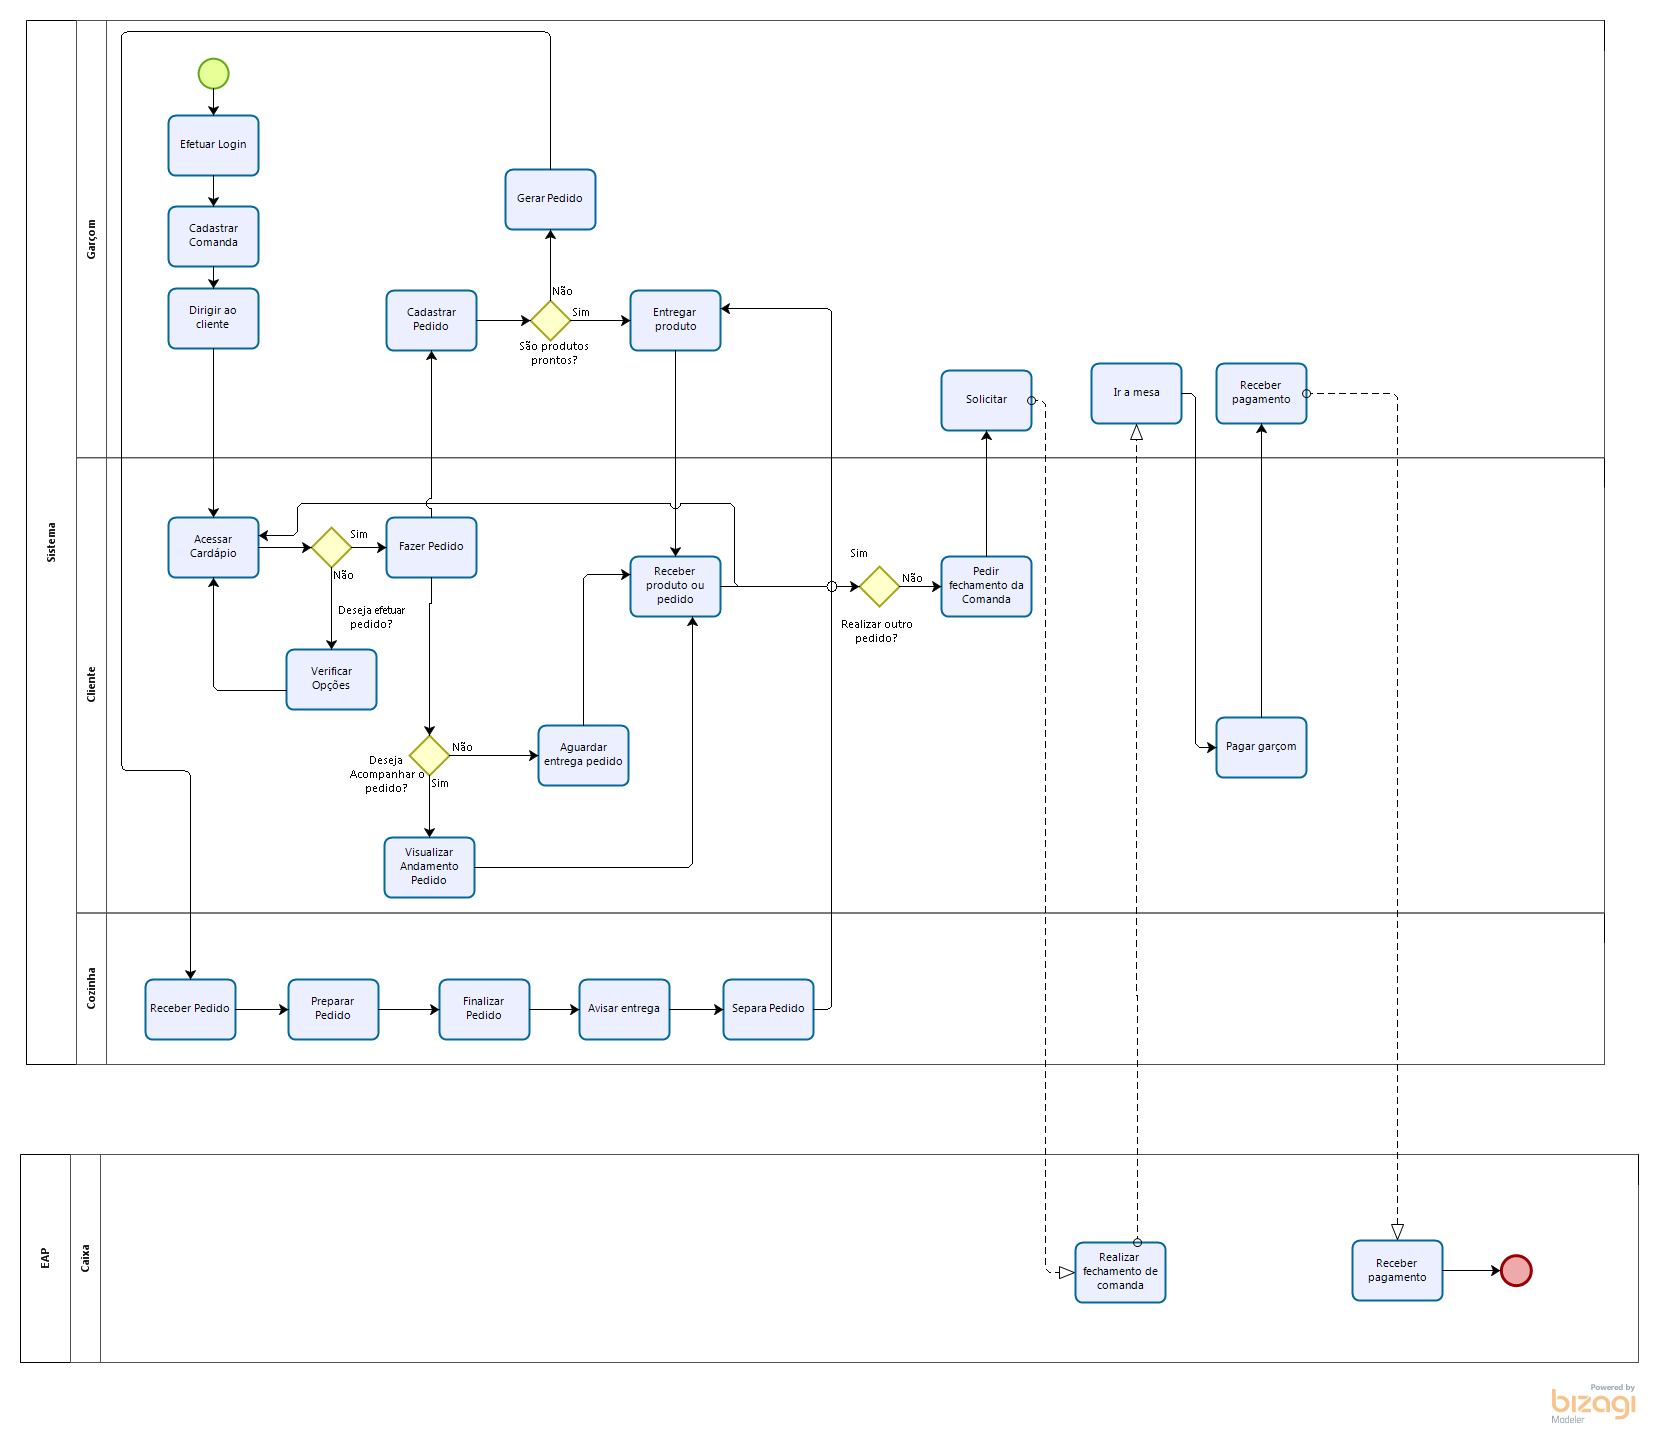 Sistema
Garçom
Efetuar Login
Cadastrar
Comanda
Dirigir ao
cliente
Gerar Pedido
Cadastrar
Pedido
Não
Sim
São produtos
prontos?
Entregar
produto
Solicitar
Ir a mesa
Receber
pagamento
Cliente
Acessar
Cardápio
Sim
Não
Deseja efetuar
pedido?
Fazer Pedido
Verificar
Opções
Deseja
Acompanhar o
pedido?
Não
Sim
Aguardar
entrega pedido
Visualizar
Andamento
Pedido
Receber
produto ou
pedido
Sim
Não
Realizar outro
pedido?
Pedir
fechamento da
Comanda
Pagar garçom
Cozinha
Receber Pedido
Preparar
Pedido
Finalizar
Pedido
Avisar entrega
Separa Pedido
EAP
Caixa
Realizar
fechamento de
comanda
Receber
pagamento
Powered by
bizagi
Modeler